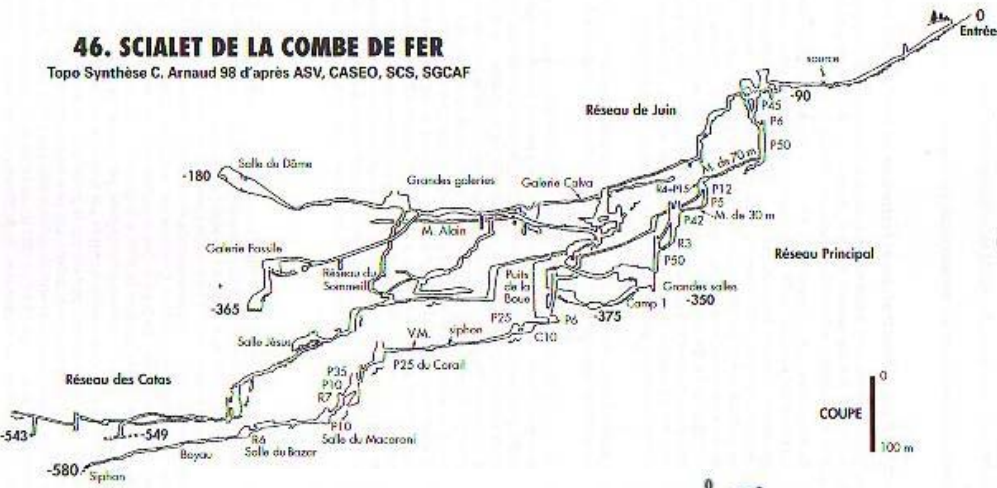 46. SCIALET DE LA COMBE DE FER
Topo Synthèse C. Arnaud 98 d'après ASV, CASEO, SCS, SGCAF
0
Entrée
source
-90
Réseau de Juin
P45
P6
P50
M. de 70 m
Salle du Dôme
-180
Grandes galeries
Galerie Calva
R4-P15
P12
P5
M. de 30 m
P42
M. Alain
R3
Réseau Principal
Galerie Fossile
P50
Réseau du Sommeil
Puits de la Boue
Grandes salles
-350
Camp 1
-375
-365
P25
P6
C10
siphon
V.M.
Salle Jésus
P25 du Corail
Réseau des Catas
P35
P10
R7
P10
Salle du Macaroni
R6
Salle du Bazar
-543
-549
Boyau
-580
Siphon
0
COUPE
100 m
0